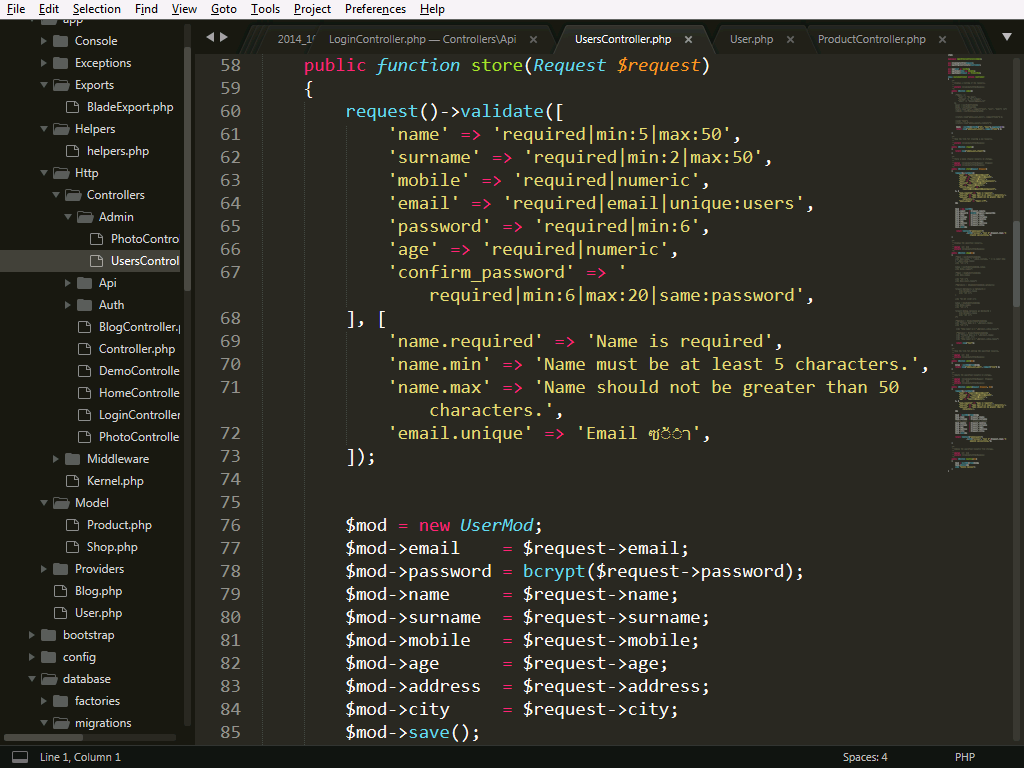 File Edit Selection Find View Goto Tools Project Preferences Help
app
Console
Exceptions
Exports
BladeExport.php
Helpers
helpers.php
Http
Controllers
Admin
PhotoContro
UsersControl
Api
Auth
BlogController.p
Controller.php
DemoControlle
HomeControlle
LoginController
PhotoControlle
Middleware
Kernel.php
Model
Product.php
Shop.php
Providers
Blog.php
User.php
bootstrap
config
database
factories
migrations
LoginController.php — Controllers\Api × UsersController.php × User.php × ProductController.php ×
58 public function store(Request $request)
59 {
60 request()->validate([
61 'name' => 'required|min:5|max:50',
62 'surname' => 'required|min:2|max:50',
63 'mobile' => 'required|numeric',
64 'email' => 'required|email|unique:users',
65 'password' => 'required|min:6',
66 'age' => 'required|numeric',
67 'confirm_password' => '
required|min:6|max:20|same:password',
68 ], [
69 'name.required' => 'Name is required',
70 'name.min' => 'Name must be at least 5 characters.',
71 'name.max' => 'Name should not be greater than 50
characters.',
72 'email.unique' => 'Email ซ้ำ',
73 ]);
74
75
76 $mod = new UserMod;
77 $mod->email = $request->email;
78 $mod->password = bcrypt($request->password);
79 $mod->name = $request->name;
80 $mod->surname = $request->surname;
81 $mod->mobile = $request->mobile;
82 $mod->age = $request->age;
83 $mod->address = $request->address;
84 $mod->city = $request->city;
85 $mod->save();
Line 1, Column 1 Spaces: 4 PHP